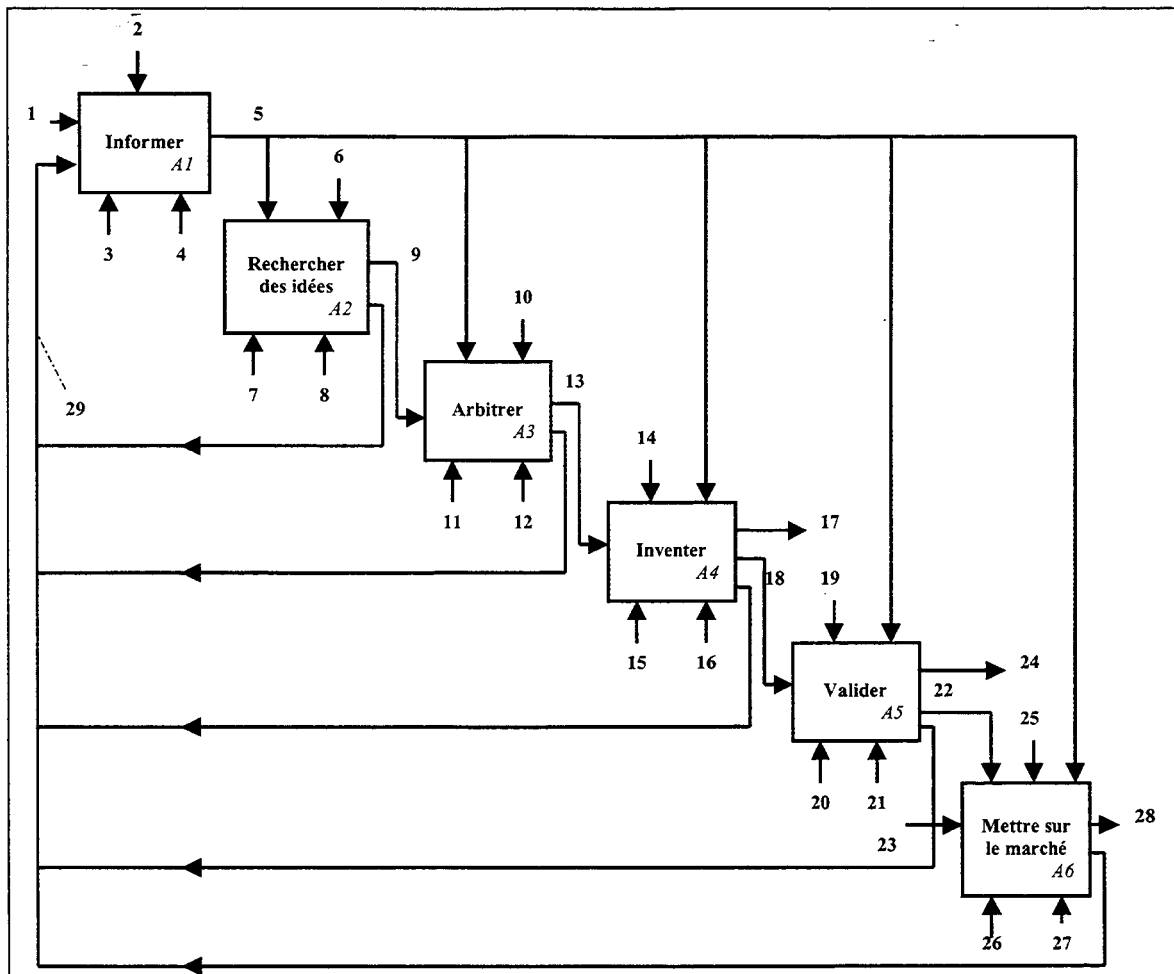 2
1
5
Informer
A1
6
3
4
9
Rechercher
des idées
A2
10
7
8
13
29
Arbitrer
A3
14
11
12
17
Inventer
A4
18
19
15
16
24
22
Valider
A5
25
20
21
28
23
Mettre sur
le marché
A6
26
27